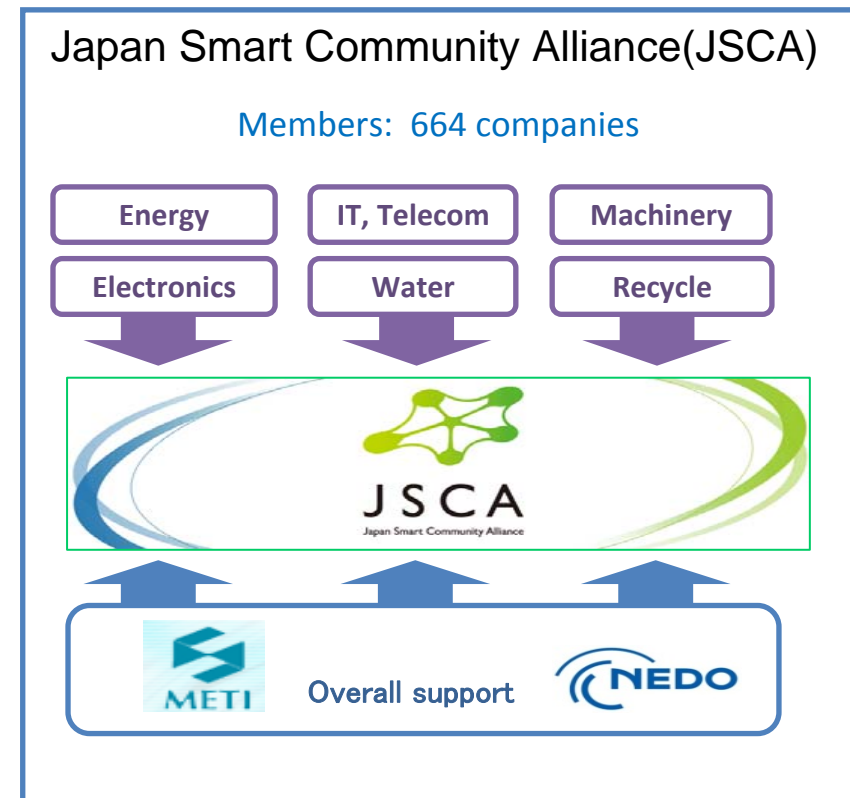 Japan Smart Community Alliance(JSCA)
Members: 664 companies
Energy
IT, Telecom
Machinery
Electronics
Water
Recycle
JSCA
Japan Smart Community Alliance
METI
Overall support
NEDO